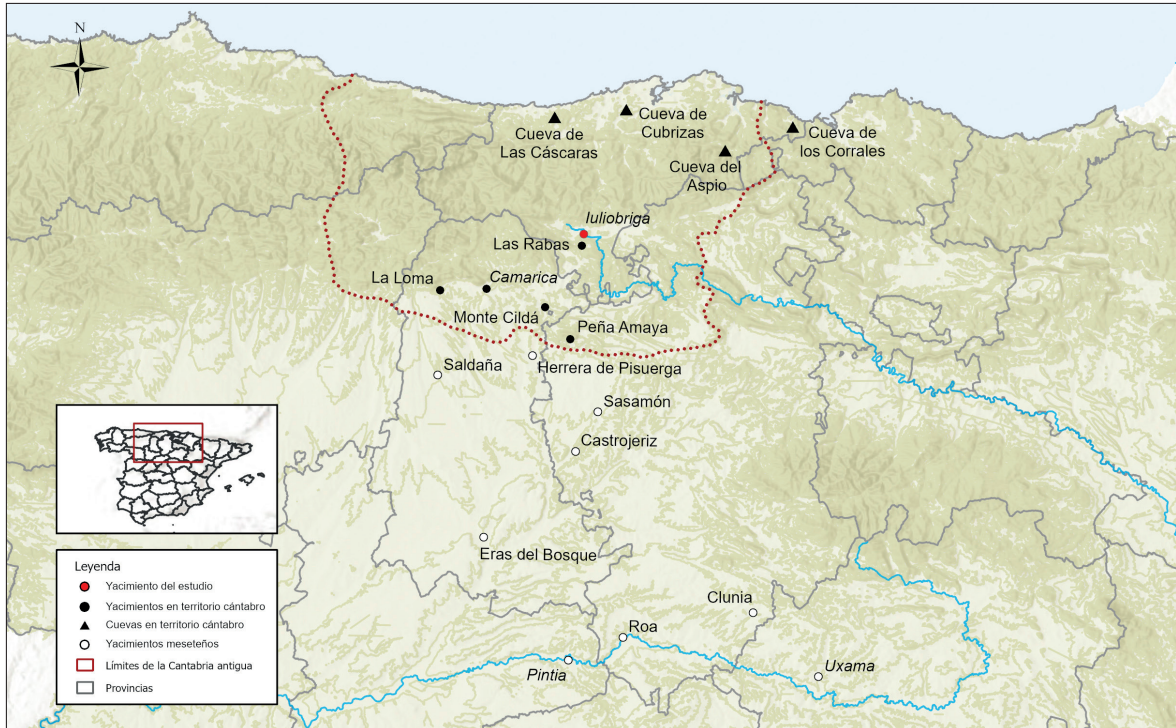 N
Cueva de
Las Cáscaras
Cueva de
Cubrizas
Cueva del
Aspio
Cueva de
los Corrales
Iuliobriga
Las Rabas
La Loma
Camarica
Monte Cildá
Peña Amaya
Saldaña
Herrera de Pisuerga
Sasamón
Castrojeriz
Eras del Bosque
Clunia
Roa
Pintia
Uxama
Leyenda
Yacimiento del estudio
Yacimientos en territorio cántabro
Cuevas en territorio cántabro
Yacimientos meseteños
Límites de la Cantabria antigua
Provincias